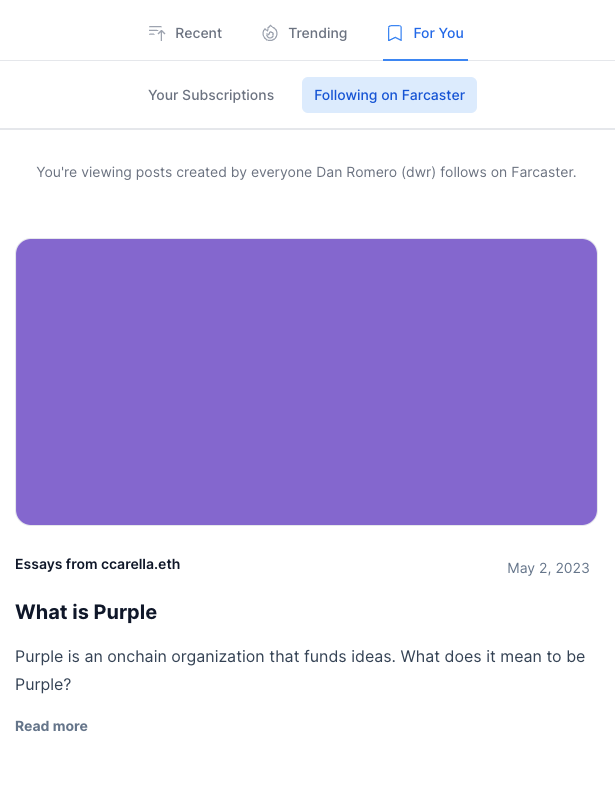 Recent Trending For You
Your Subscriptions Following on Farcaster
You're viewing posts created by everyone Dan Romero (dwr) follows on Farcaster.
Essays from ccarella.eth
May 2, 2023
What is Purple
Purple is an onchain organization that funds ideas. What does it mean to be
Purple?
Read more